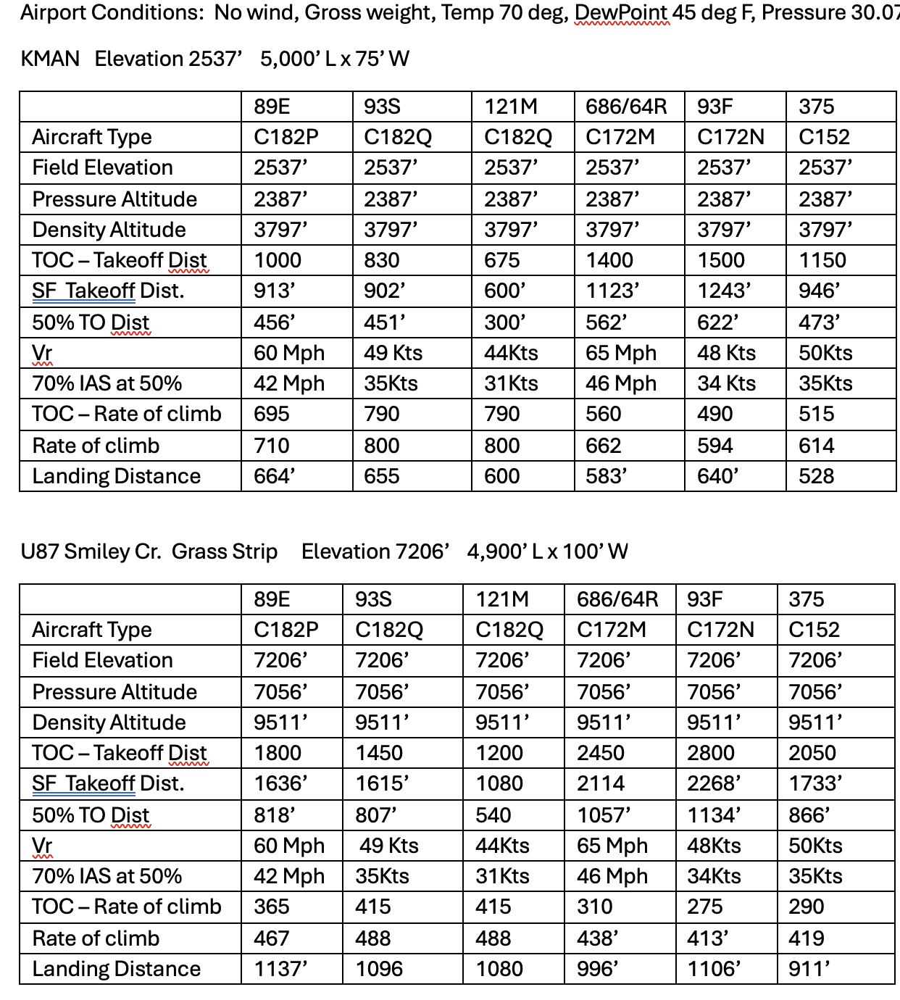 Airport Conditions: No wind, Gross weight, Temp 70 deg, DewPoint 45 deg F, Pressure 30.07
KMAN Elevation 2537’ 5,000’ L x 75’ W
89E 93S 121M 686/64R 93F 375
Aircraft Type C182P C182Q C182Q C172M C172N C152
Field Elevation 2537’ 2537’ 2537’ 2537’ 2537’ 2537’
Pressure Altitude 2387’ 2387’ 2387’ 2387’ 2387’ 2387’
Density Altitude 3797’ 3797’ 3797’ 3797’ 3797’ 3797’
TOC – Takeoff Dist 1000 830 675 1400 1500 1150
SF Takeoff Dist. 913’ 902’ 600’ 1123’ 1243’ 946’
50% TO Dist 456’ 451’ 300’ 562’ 622’ 473’
Vr 60 Mph 49 Kts 44Kts 65 Mph 48 Kts 50Kts
70% IAS at 50% 42 Mph 35Kts 31Kts 46 Mph 34 Kts 35Kts
TOC – Rate of climb 695 790 790 560 490 515
Rate of climb 710 800 800 662 594 614
Landing Distance 664’ 655 600 583’ 640’ 528
U87 Smiley Cr. Grass Strip Elevation 7206’ 4,900’ L x 100’ W
89E 93S 121M 686/64R 93F 375
Aircraft Type C182P C182Q C182Q C172M C172N C152
Field Elevation 7206’ 7206’ 7206’ 7206’ 7206’ 7206’
Pressure Altitude 7056’ 7056’ 7056’ 7056’ 7056’ 7056’
Density Altitude 9511’ 9511’ 9511’ 9511’ 9511’ 9511’
TOC – Takeoff Dist 1800 1450 1200 2450 2800 2050
SF Takeoff Dist. 1636’ 1615’ 1080 2114 2268’ 1733’
50% TO Dist 818’ 807’ 540 1057’ 1134’ 866’
Vr 60 Mph 49 Kts 44Kts 65 Mph 48Kts 50Kts
70% IAS at 50% 42 Mph 35Kts 31Kts 46 Mph 34Kts 35Kts
TOC – Rate of climb 365 415 415 310 275 290
Rate of climb 467 488 488 438’ 413’ 419
Landing Distance 1137’ 1096 1080 996’ 1106’ 911’